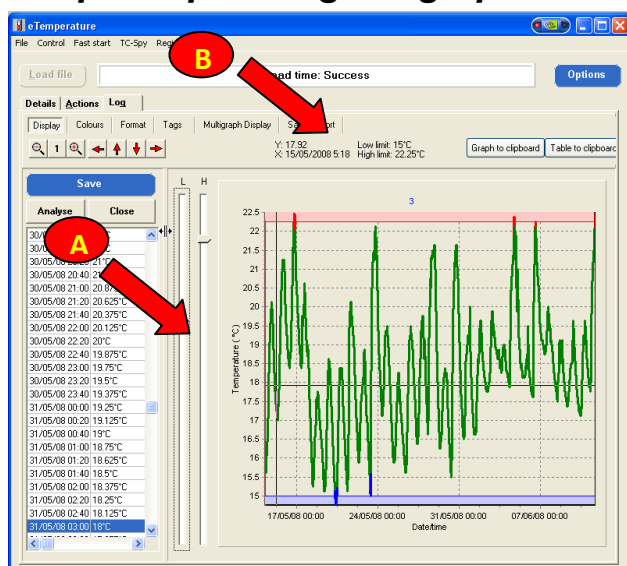 eTemperature
File Control Fast start TC-Spy
Load file
ad time: Success
Options
B
Details Actions Log
Display Colours Format Tags Multigraph Display
1
Y: 17.92 Low limit: 15°C
X: 15/05/2008 5:18 High limit: 22.25°C
Graph to clipboard Table to clipboard
Save
Analyse Close
L H
A
30/05/08 20:40
30/05/08 21:00
30/05/08 21:20 20.625°C
30/05/08 21:40 20.375°C
30/05/08 22:00 20.125°C
30/05/08 22:20 20°C
30/05/08 22:40 19.875°C
30/05/08 23:00 19.75°C
30/05/08 23:20 19.5°C
30/05/08 23:40 19.375°C
31/05/08 00:00 19.25°C
31/05/08 00:20 19.125°C
31/05/08 00:40 19°C
31/05/08 01:00 18.75°C
31/05/08 01:20 18.625°C
31/05/08 01:40 18.5°C
31/05/08 02:00 18.375°C
31/05/08 02:20 18.25°C
31/05/08 02:40 18.125°C
31/05/08 03:00 18°C
3
22.5
22
21.5
21
20.5
20
19.5
19
18.5
18
17.5
17
16.5
16
15.5
15
Temperature (°C)
17/05/08 00:00 24/05/08 00:00 31/05/08 00:00 07/06/08 00:00
Date/time